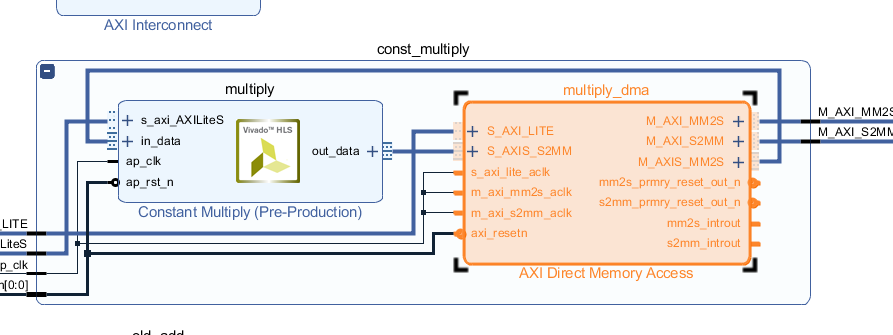 AXI Interconnect
const_multiply
multiply
multiply_dma
s_axi_AXILiteS
in_data
ap_clk
ap_rst_n
Vivado™ HLS
out_data
Constant Multiply (Pre-Production)
S_AXI_LITE
S_AXIS_S2MM
s_axi_lite_aclk
m_axi_mm2s_aclk
m_axi_s2mm_aclk
axi_resetn
M_AXI_MM2S
M_AXI_S2MM
M_AXIS_MM2S
mm2s_prmry_reset_out_n
s2mm_prmry_reset_out_n
mm2s_introut
s2mm_introut
AXI Direct Memory Access
M_AXI_MM2S
M_AXI_S2MM
_LITE
LiteS
p_clk
n[0:0]